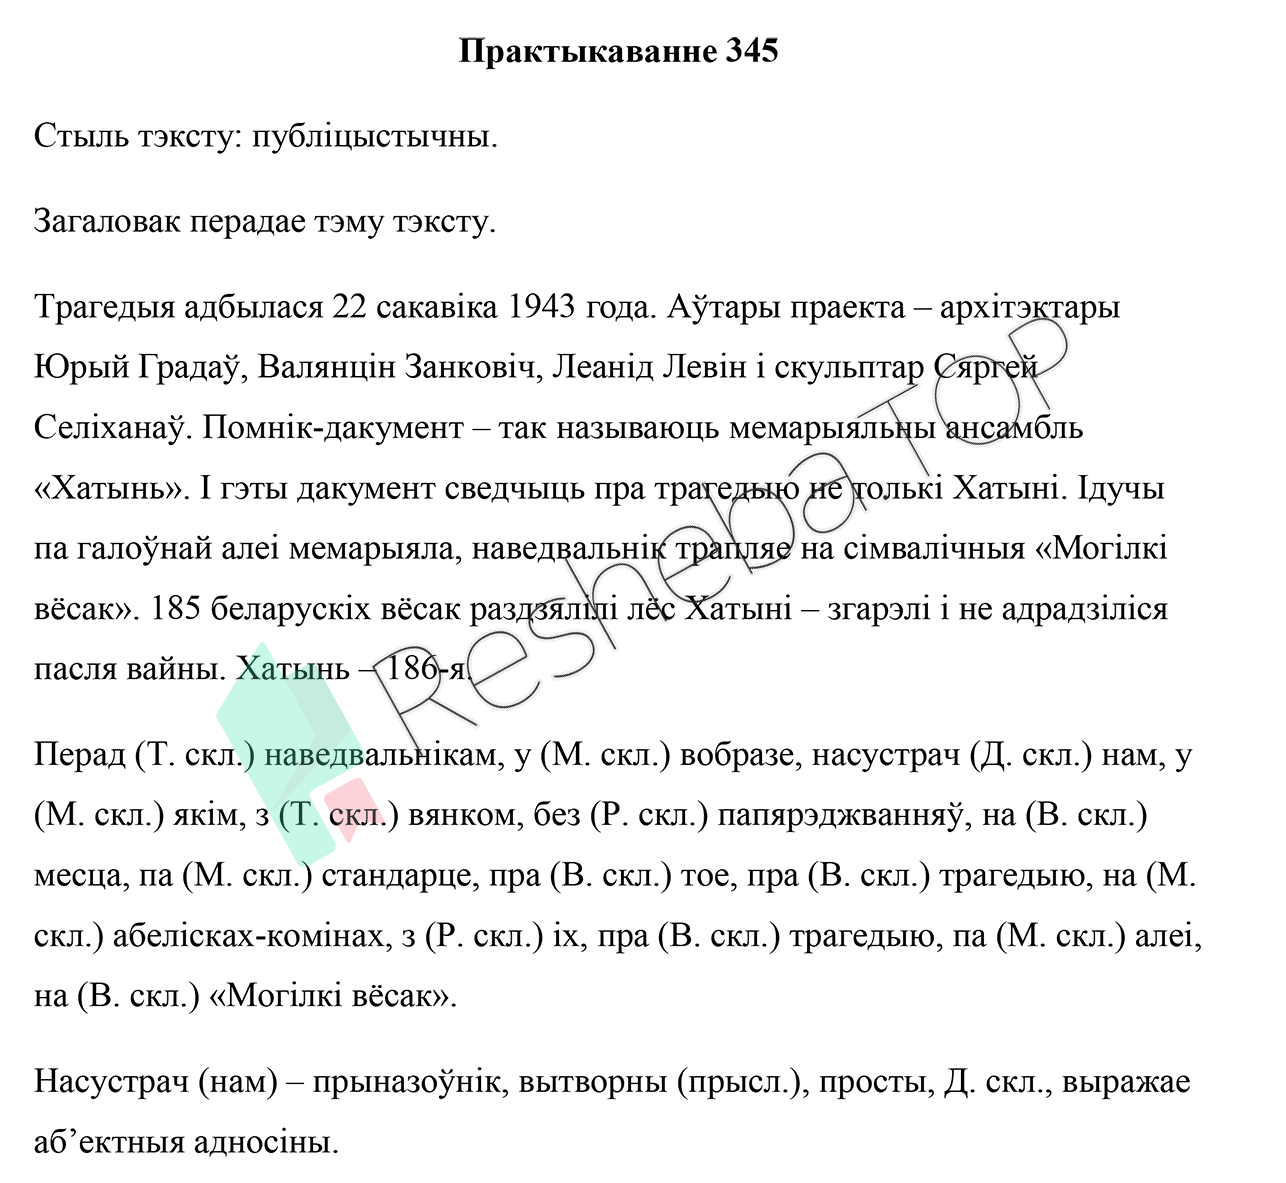 Практыкаванне 345
Стыль тэксту: публіцыстычны.
Загаловак перадае тэму тэксту.
Трагедыя адбылася 22 сакавіка 1943 года. Аўтары праекта – архітэктары
Юрый Градаў, Валянцін Занковіч, Леанід Левін і скульптар Сяргей
Селіханаў. Помнік-дакумент – так называюць мемарыяльны ансамбль
«Хатынь». І гэты дакумент сведчыць пра трагедыю не толькі Хатыні. Ідучы
па галоўнай алеі мемарыяла, наведвальнік трапляе на сімвалічныя «Могілкі
вёсак». 185 беларускіх вёсак раздзялілі лёс Хатыні – згарэлі і не адрадзіліся
пасля вайны. Хатынь – 186-я.
Перад (Т. скл.) наведвальнікам, у (М. скл.) вобразе, насустрач (Д. скл.) нам, у
(М. скл.) якім, з (Т. скл.) вянком, без (Р. скл.) папярэджванняў, на (В. скл.)
месца, па (М. скл.) стандарце, пра (В. скл.) тое, пра (В. скл.) трагедыю, на (М.
скл.) абелісках-комінах, з (Р. скл.) іх, пра (В. скл.) трагедыю, па (М. скл.) алеі,
на (В. скл.) «Могілкі вёсак».
Насустрач (нам) – прыназоўнік, вытворны (прысл.), просты, Д. скл., выражае
аб’ектныя адносіны.
Resheba TOP